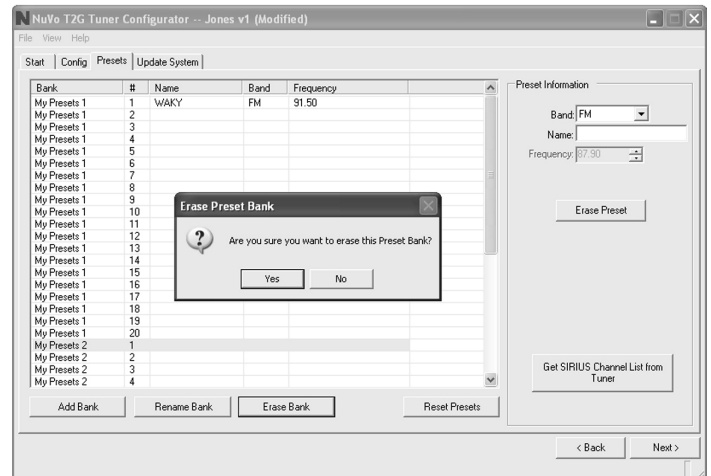 NuVo T2G Tuner Configurator -- Jones v1 (Modified)
File View Help
Start Config Presets Update System
Bank # Name Band Frequency
My Presets 1 1 WAKY FM 91.50
My Presets 1 2
My Presets 1 3
My Presets 1 4
My Presets 1 5
My Presets 1 6
My Presets 1 7
My Presets 1 8
My Presets 1 9
My Presets 1 10
My Presets 1 11
My Presets 1 12
My Presets 1 13
My Presets 1 14
My Presets 1 15
My Presets 1 16
My Presets 1 17
My Presets 1 18
My Presets 1 19
My Presets 1 20
My Presets 2 1
My Presets 2 2
My Presets 2 3
My Presets 2 4
Erase Preset Bank
Are you sure you want to erase this Preset Bank?
Yes No
Preset Information
Band: FM
Name:
Frequency: 87.90
Erase Preset
Get SIRIUS Channel List from
Tuner
Add Bank Rename Bank Erase Bank Reset Presets
< Back Next >